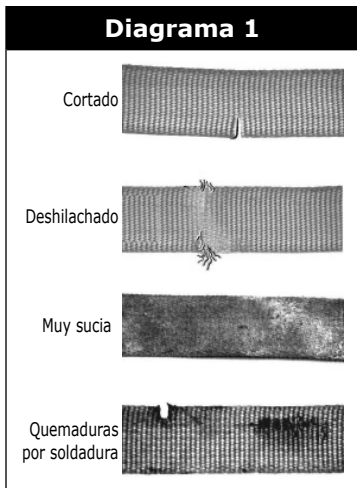 Diagrama 1
Cortado
Deshilachado
Muy sucia
Quemaduras
por soldadura